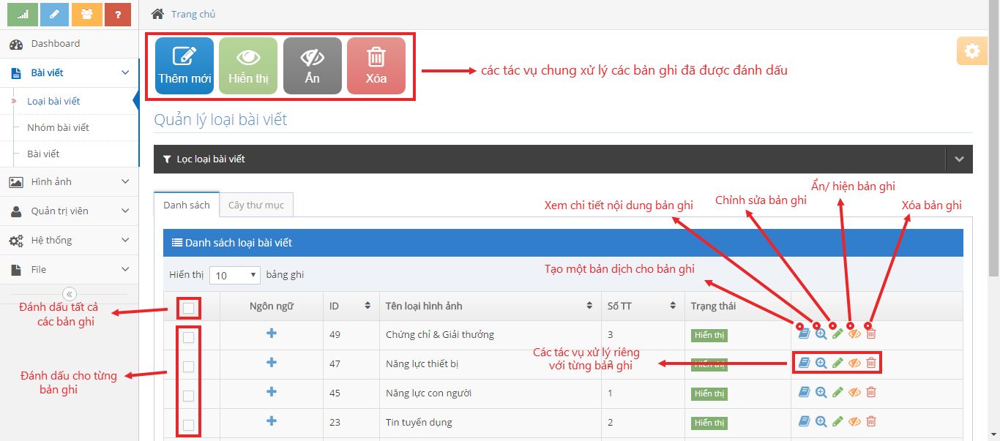 Trang chủ
Dashboard
Bài viết
Loại bài viết
Nhóm bài viết
Bài viết
Hình ảnh
Quản trị viên
Hệ thống
File
Thêm mới
Hiển thị
Ẩn
Xóa
các tác vụ chung xử lý các bản ghi đã được đánh dấu
Quản lý loại bài viết
Lọc loại bài viết
Ẩn/ hiện bản ghi
Xem chi tiết nội dung bản ghi
Chỉnh sửa bản ghi
Xóa bản ghi
Danh sách
Cây thư mục
Danh sách loại bài viết
Tạo một bản dịch cho bản ghi
Hiển thị 10 bảng ghi
Đánh dấu tất cả
các bản ghi
Ngôn ngữ ID Tên loại hình ảnh Số TT Trạng thái
49 Chứng chỉ & Giải thưởng 3 Hiển thị
Các tác vụ xử lý riêng
với từng bản ghi
47 Năng lực thiết bị 2 Hiển thị
Đánh dấu cho từng
bản ghi
45 Năng lực con người 1 Hiển thị
23 Tin tuyển dụng 2 Hiển thị